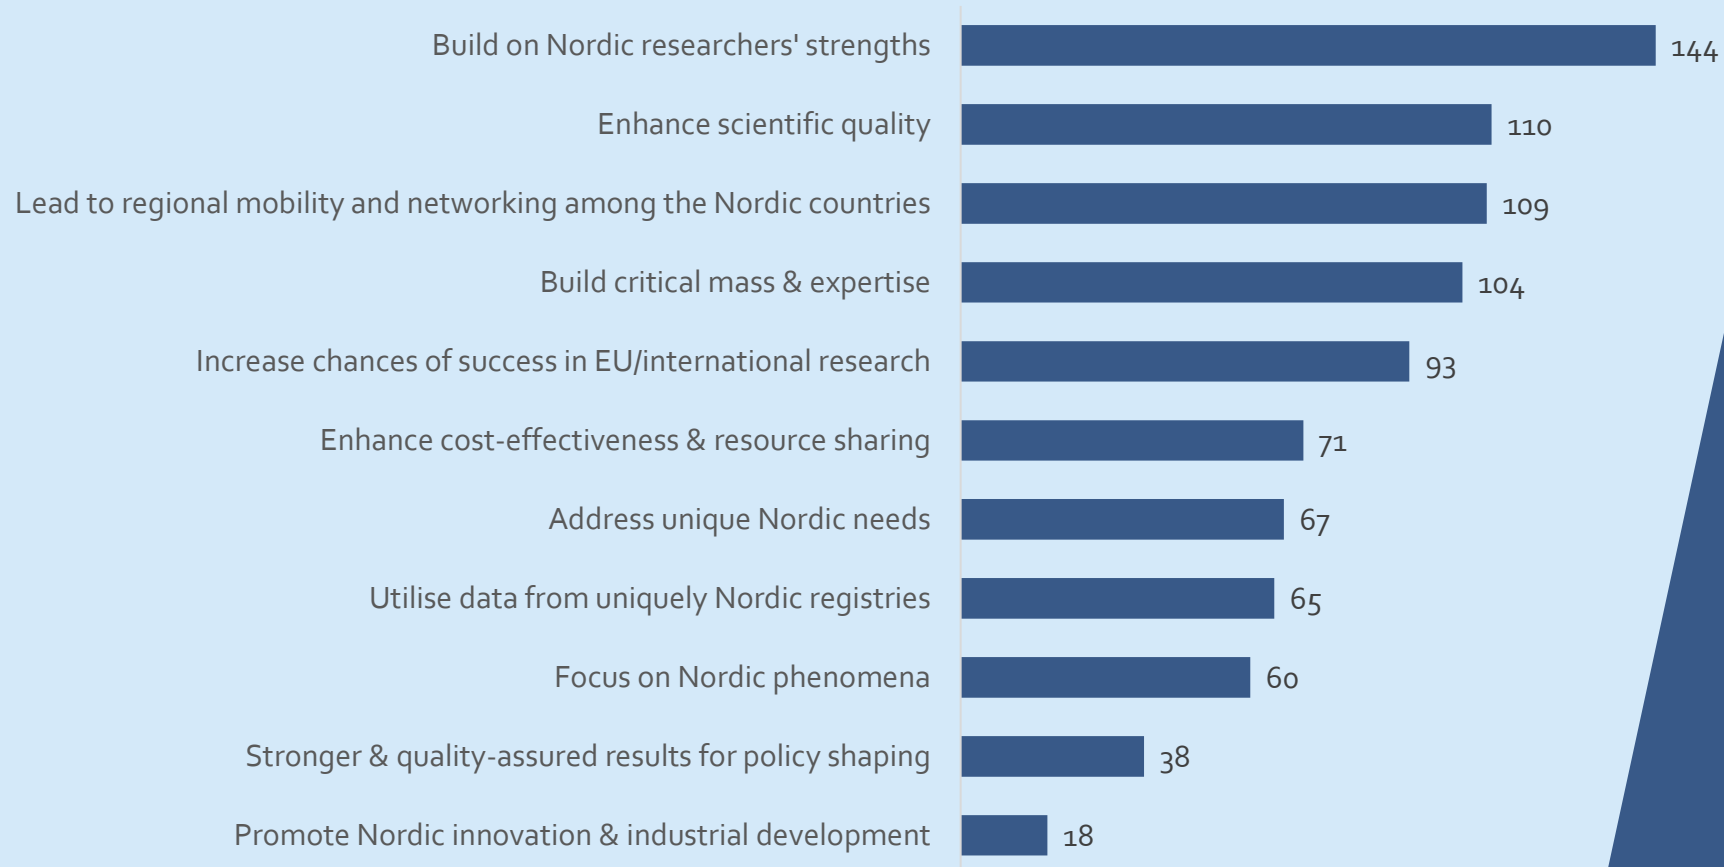 Build on Nordic researchers' strengths 144
Enhance scientific quality 110
Lead to regional mobility and networking among the Nordic countries 109
Build critical mass & expertise 104
Increase chances of success in EU/international research 93
Enhance cost-effectiveness & resource sharing 71
Address unique Nordic needs 67
Utilise data from uniquely Nordic registries 65
Focus on Nordic phenomena 60
Stronger & quality-assured results for policy shaping 38
Promote Nordic innovation & industrial development 18